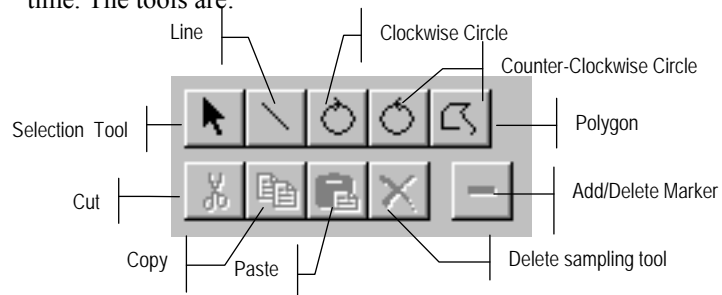 time. The tools are:
Line
Clockwise Circle
Counter-Clockwise Circle
Selection Tool
Polygon
Cut
Add/Delete Marker
Copy
Paste
Delete sampling tool